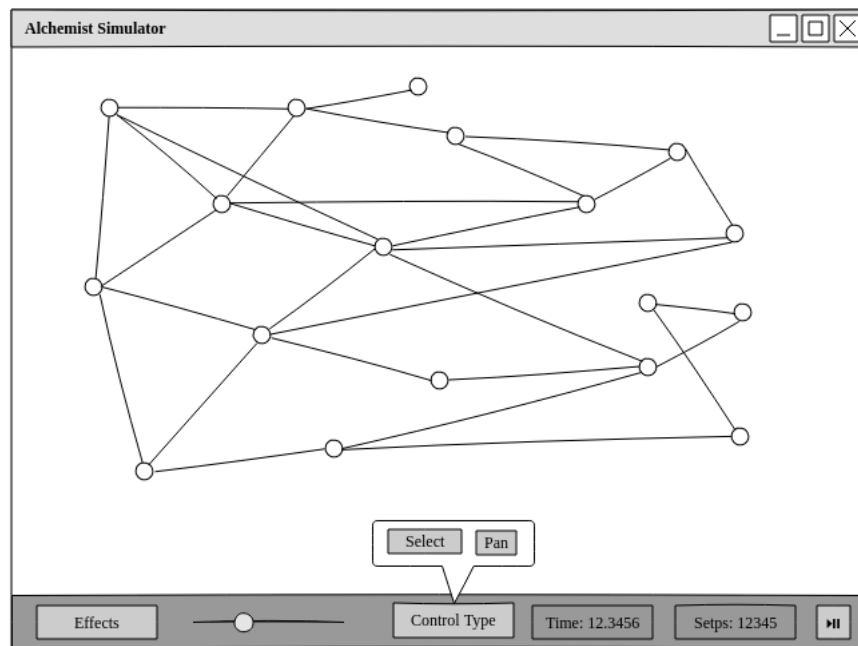 Alchemist Simulator
Select Pan
Effects Control Type Time: 12.3456 Setps: 12345